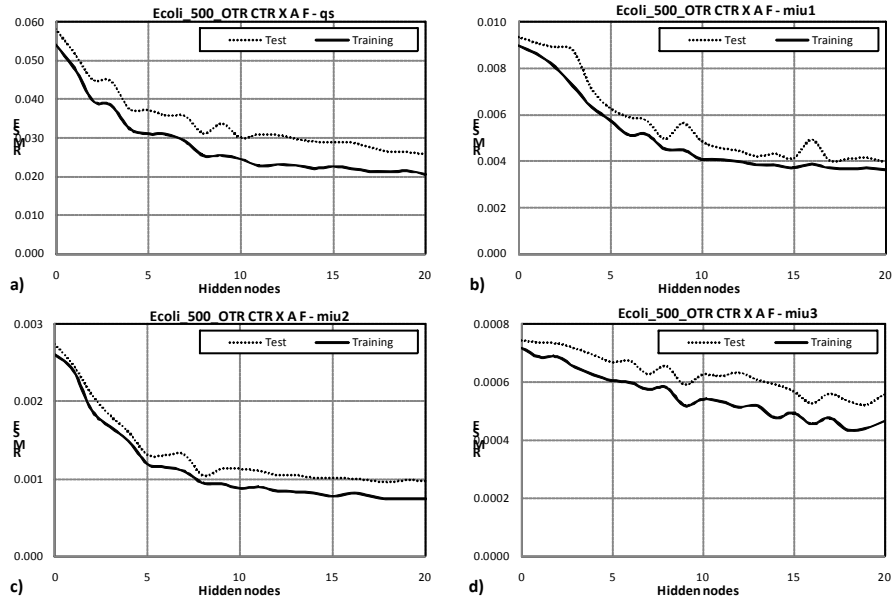 Ecoli_500_OTR CTR X A F - qs
Test Training
0.060
0.050
0.040
0.030
0.020
0.010
0.000
RMSE
0 5 10 15 20
Hidden nodes
a)
Ecoli_500_OTR CTR X A F - miu1
Test Training
0.010
0.008
0.006
0.004
0.002
0.000
RMSE
0 5 10 15 20
Hidden nodes
b)
Ecoli_500_OTR CTR X A F - miu2
Test Training
0.003
0.002
0.001
0.000
RMSE
0 5 10 15 20
Hidden nodes
c)
Ecoli_500_OTR CTR X A F - miu3
Test Training
0.0008
0.0006
0.0004
0.0002
0.0000
RMSE
0 5 10 15 20
Hidden nodes
d)